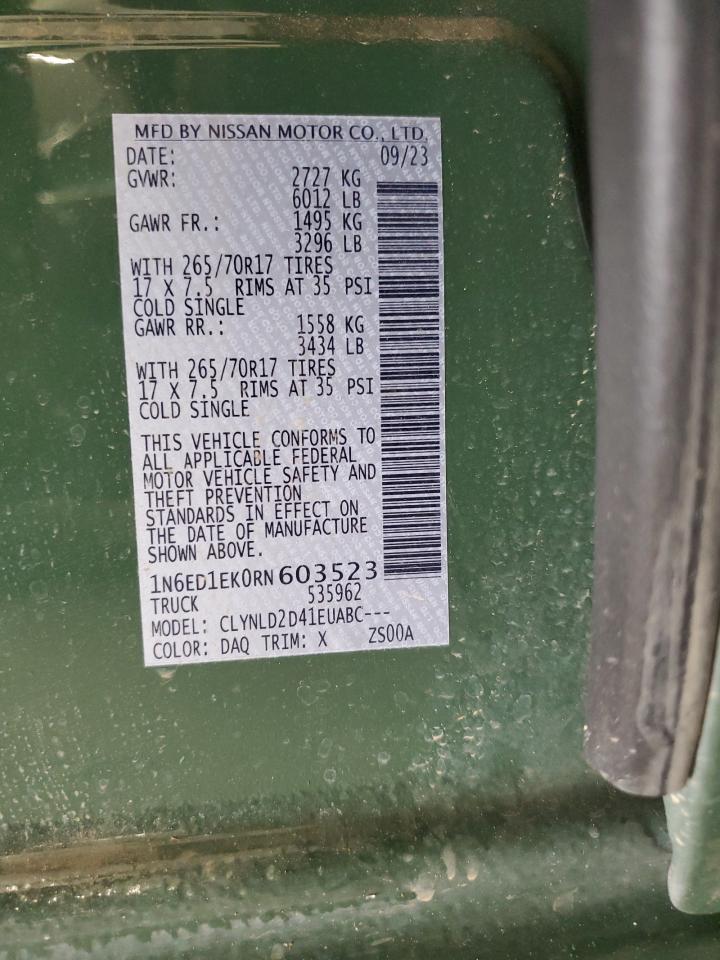 MFD BY NISSAN MOTOR CO., LTD.
DATE: 09/23
GVWR: 2727 KG
6012 LB
GAWR FR.: 1495 KG
3296 LB
WITH 265/70R17 TIRES
17 X 7.5 RIMS AT 35 PSI
COLD SINGLE
GAWR RR.: 1558 KG
3434 LB
WITH 265/70R17 TIRES
17 X 7.5 RIMS AT 35 PSI
COLD SINGLE
THIS VEHICLE CONFORMS TO
ALL APPLICABLE FEDERAL
MOTOR VEHICLE SAFETY AND
THEFT PREVENTION
STANDARDS IN EFFECT ON
THE DATE OF MANUFACTURE
SHOWN ABOVE.
1N6ED1EK0RN603523
TRUCK 535962
MODEL: CLYNLD2D41EUABC---
COLOR: DAQ TRIM: X ZS00A